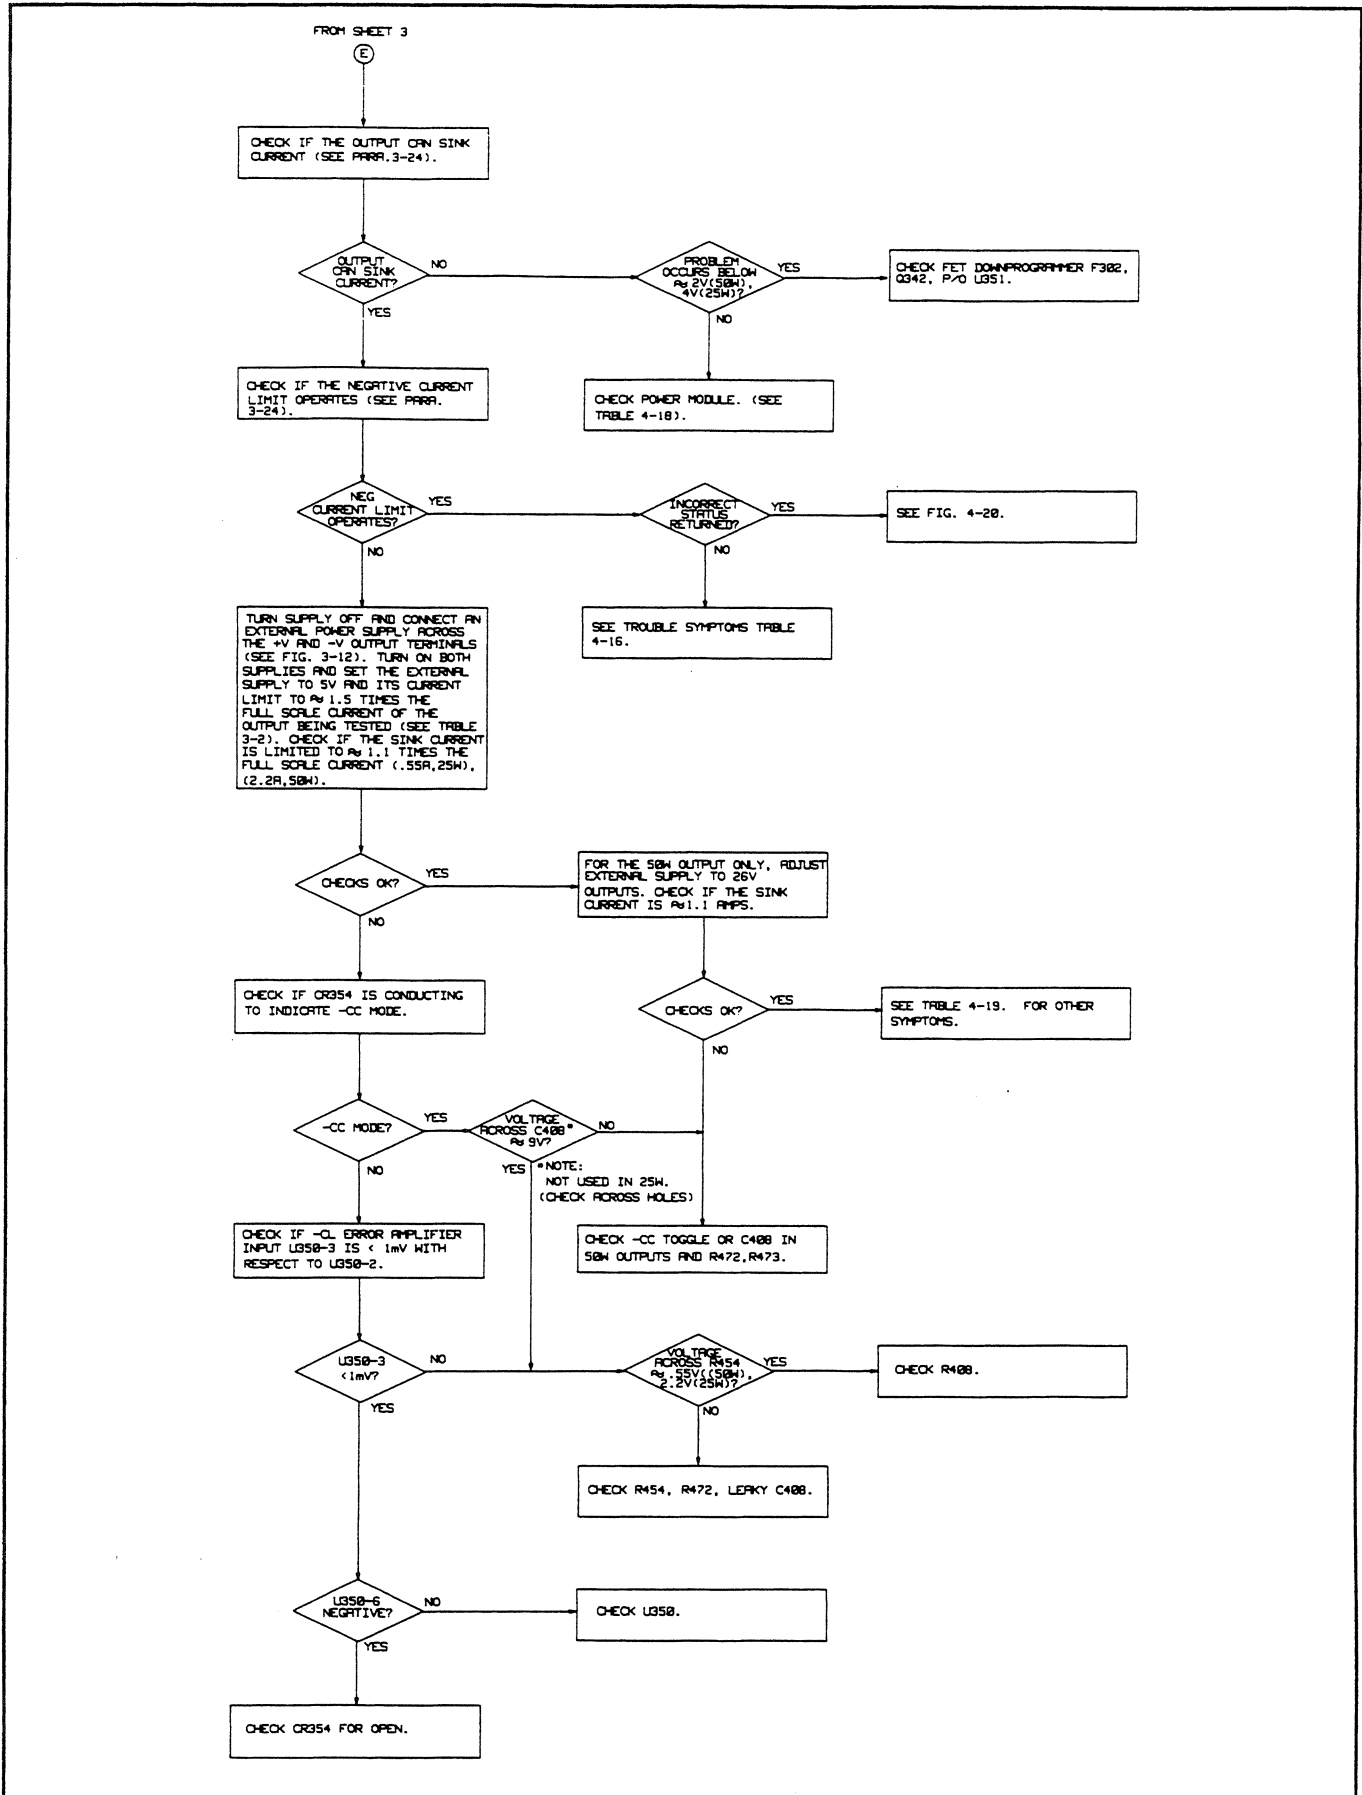 FROM SHEET 3
E
CHECK IF THE OUTPUT CAN SINK
CURRENT (SEE PARA.3-24).
OUTPUT
CAN SINK
CURRENT?
NO
YES
PROBLEM
OCCURS BELOW
≈ 2V(50W),
4V(25W)?
YES
NO
CHECK FET DOWNPROGRAMMER F302,
Q342, P/O U351.
CHECK IF THE NEGATIVE CURRENT
LIMIT OPERATES (SEE PARA.
3-24).
CHECK POWER MODULE. (SEE
TABLE 4-18).
NEG
CURRENT LIMIT
OPERATES?
YES
NO
INCORRECT
STATUS
RETURNED?
YES
NO
SEE FIG. 4-20.
TURN SUPPLY OFF AND CONNECT AN
EXTERNAL POWER SUPPLY ACROSS
THE +V AND -V OUTPUT TERMINALS
(SEE FIG. 3-12). TURN ON BOTH
SUPPLIES AND SET THE EXTERNAL
SUPPLY TO 5V AND ITS CURRENT
LIMIT TO ≈ 1.5 TIMES THE
FULL SCALE CURRENT OF THE
OUTPUT BEING TESTED (SEE TABLE
3-2). CHECK IF THE SINK CURRENT
IS LIMITED TO ≈ 1.1 TIMES THE
FULL SCALE CURRENT (.55A,25W),
(2.2A,50W).
SEE TROUBLE SYMPTOMS TABLE
4-16.
CHECKS OK?
YES
NO
FOR THE 50W OUTPUT ONLY, ADJUST
EXTERNAL SUPPLY TO 26V
OUTPUTS. CHECK IF THE SINK
CURRENT IS ≈1.1 AMPS.
CHECK IF CR354 IS CONDUCTING
TO INDICATE -CC MODE.
CHECKS OK?
YES
NO
SEE TABLE 4-19. FOR OTHER
SYMPTOMS.
-CC MODE?
YES
NO
VOLTAGE
ACROSS C408*
≈ 9V?
NO
YES
*NOTE:
NOT USED IN 25W.
(CHECK ACROSS HOLES)
CHECK IF -CL ERROR AMPLIFIER
INPUT U350-3 IS < 1mV WITH
RESPECT TO U350-2.
CHECK -CC TOGGLE OR C408 IN
50W OUTPUTS AND R472,R473.
U350-3
<1mV?
NO
YES
VOLTAGE
ACROSS R454
≈ .55V((50W),
2.2V(25W)?
YES
NO
CHECK R408.
CHECK R454, R472, LEAKY C408.
U350-6
NEGATIVE?
NO
YES
CHECK U350.
CHECK CR354 FOR OPEN.